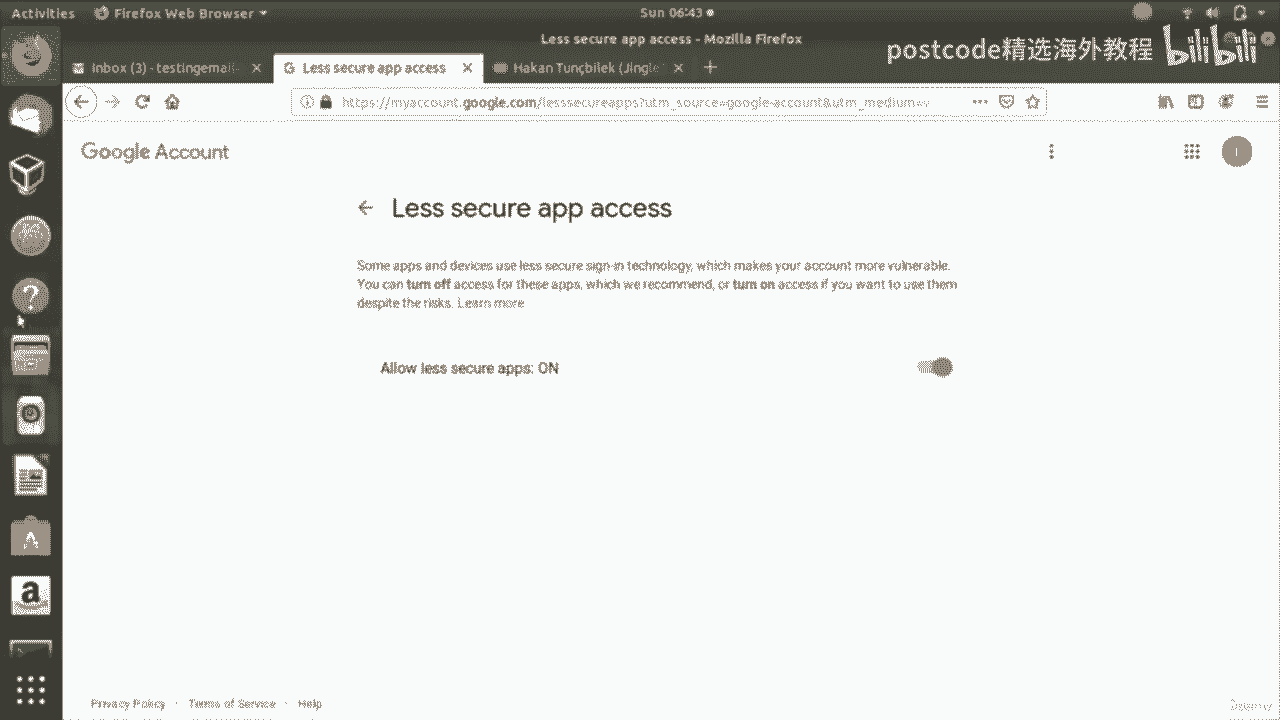 Activities Firefox Web Browser Sun 06:43
Less secure app access - Mozilla Firefox
postcode精选海外教程 bilibili
Inbox (3) - testingemail Less secure app access Hakan Tunçbilek (Jingle
https://myaccount.google.com/lesssecureapps?utm_source=google-account&utm_medium=
Google Account
I
Less secure app access
Some apps and devices use less secure sign-in technology, which makes your account more vulnerable.
You can turn off access for these apps, which we recommend, or turn on access if you want to use them
despite the risks. Learn more
Allow less secure apps: ON
Privacy Policy · Terms of Service · Help
Udemy